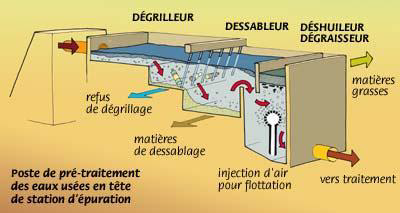 DÉGRILLEUR
DESSABLEUR
DÉSHUILEUR
DÉGRAISSEUR
matières
grasses
refus
de dégrillage
matières
de dessablage
injection d'air
pour flottation
vers traitement
Poste de pré-traitement
des eaux usées en tête
de station d'épuration